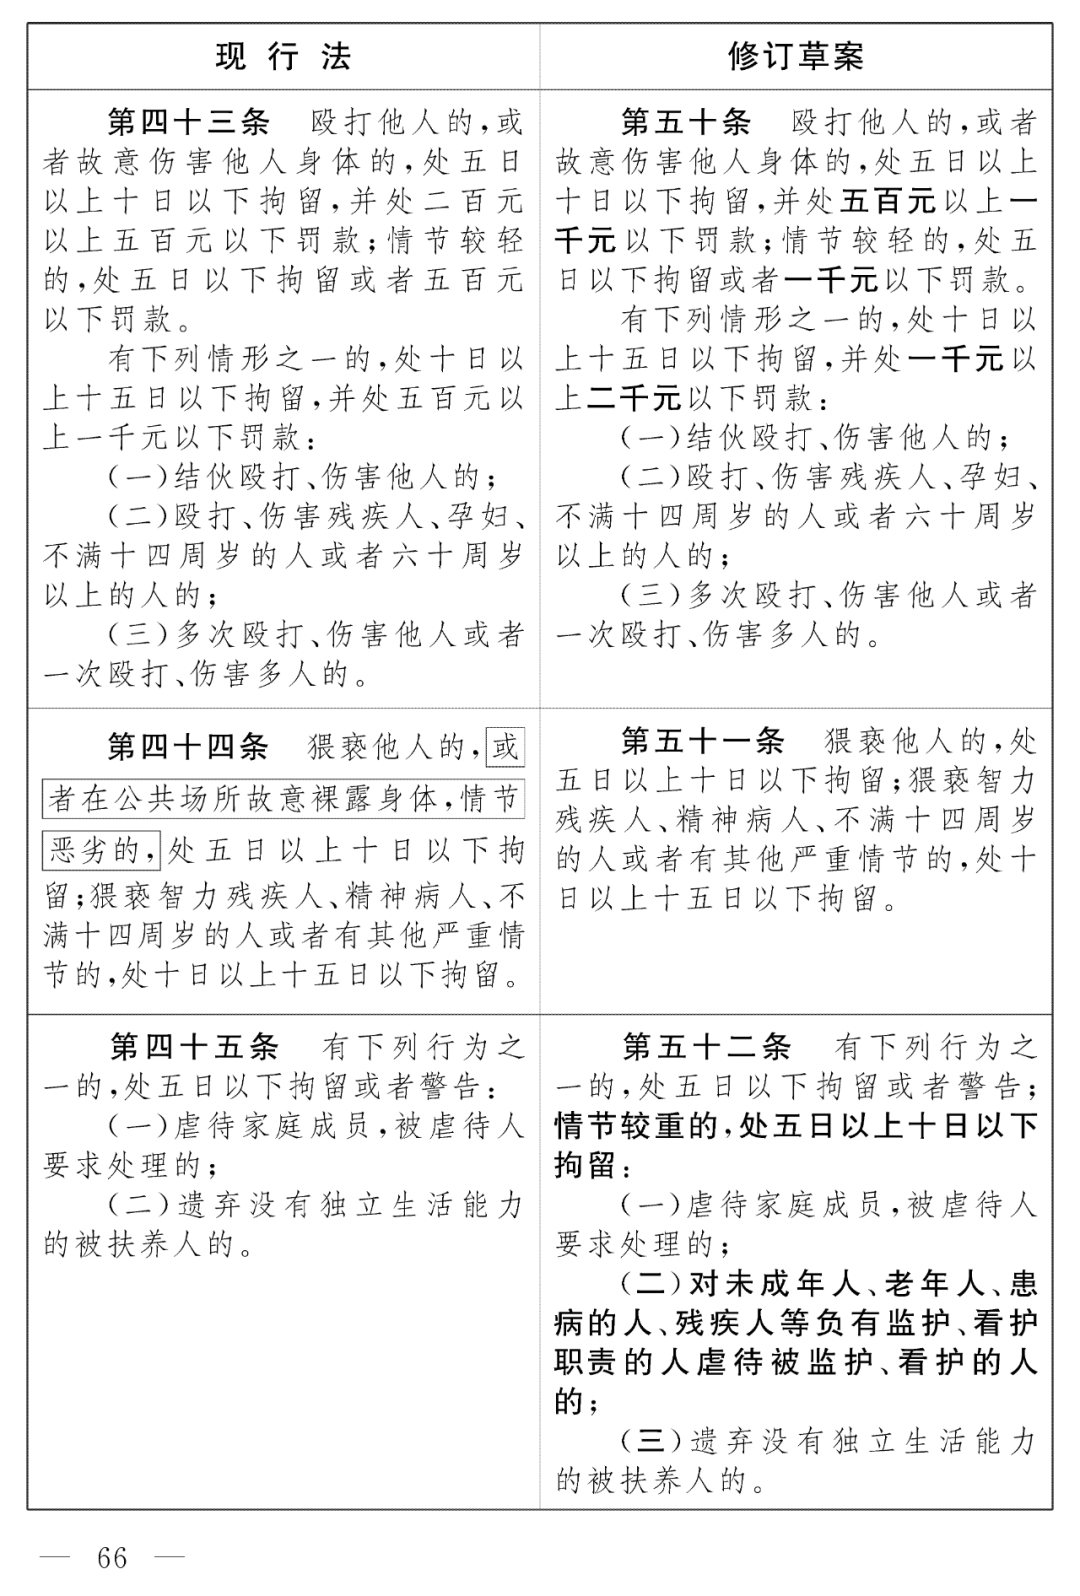 现行法
第四十三条 殴打他人的,或
者故意伤害他人身体的,处五日
以上十日以下拘留,并处二百元
以上五百元以下罚款;情节较轻
的,处五日以下拘留或者五百元
以下罚款。
有下列情形之一的,处十日以
上十五日以下拘留,并处五百元以
上一千元以下罚款:
(一)结伙殴打、伤害他人的;
(二)殴打、伤害残疾人、孕妇、
不满十四周岁的人或者六十周岁
以上的人的;
(三)多次殴打、伤害他人或者
一次殴打、伤害多人的。
第四十四条 猥亵他人的,或
者在公共场所故意裸露身体,情节
恶劣的,处五日以上十日以下拘
留;猥亵智力残疾人、精神病人、不
满十四周岁的人或者有其他严重情
节的,处十日以上十五日以下拘留。
第四十五条 有下列行为之
一的,处五日以下拘留或者警告:
(一)虐待家庭成员,被虐待人
要求处理的;
(二)遗弃没有独立生活能力
的被扶养人的。
修订草案
第五十条 殴打他人的,或者
故意伤害他人身体的,处五日以上
十日以下拘留,并处五百元以上一
千元以下罚款;情节较轻的,处五
日以下拘留或者一千元以下罚款。
有下列情形之一的,处十日以
上十五日以下拘留,并处一千元以
上二千元以下罚款:
(一)结伙殴打、伤害他人的;
(二)殴打、伤害残疾人、孕妇、
不满十四周岁的人或者六十周岁
以上的人的;
(三)多次殴打、伤害他人或者
一次殴打、伤害多人的。
第五十一条 猥亵他人的,处
五日以上十日以下拘留;猥亵智力
残疾人、精神病人、不满十四周岁
的人或者有其他严重情节的,处十
日以上十五日以下拘留。
第五十二条 有下列行为之
一的,处五日以下拘留或者警告;
情节较重的,处五日以上十日以下
拘留:
(一)虐待家庭成员,被虐待人
要求处理的;
(二)对未成年人、老年人、患
病的人、残疾人等负有监护、看护
职责的人虐待被监护、看护的人
的;
(三)遗弃没有独立生活能力
的被扶养人的。
— 66 —